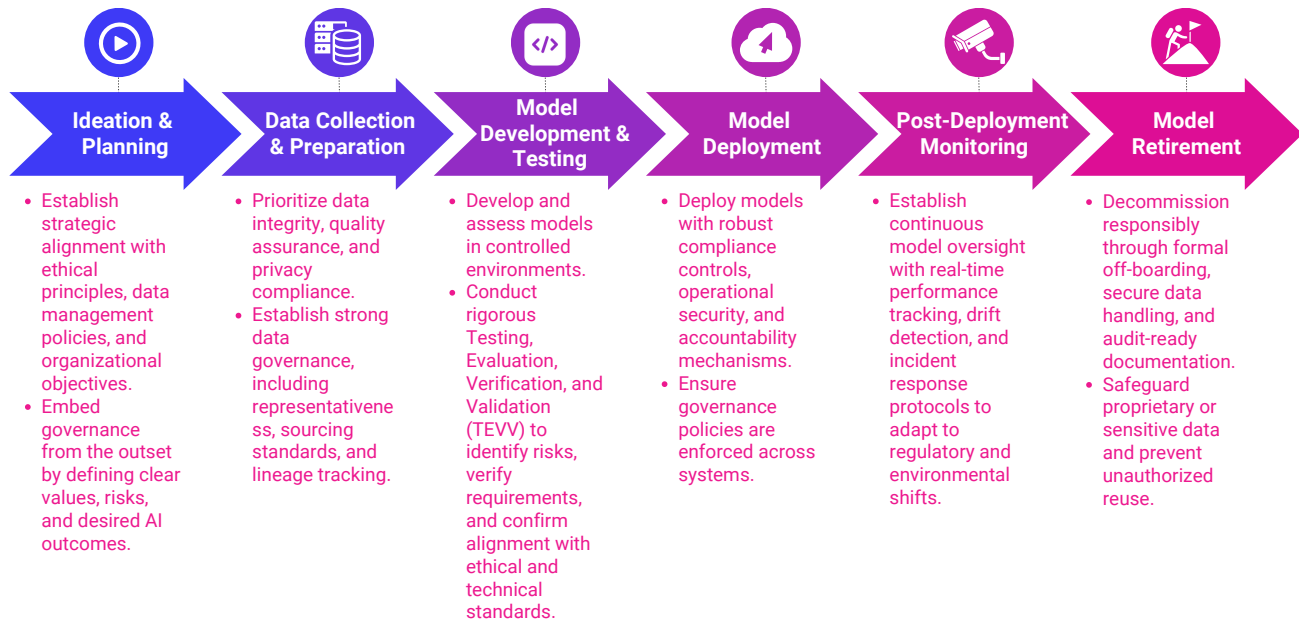 </>
Ideation &
Planning
Data Collection
& Preparation
Model
Development &
Testing
Model
Deployment
Post-Deployment
Monitoring
Model
Retirement
• Establish
strategic
alignment with
ethical
principles, data
management
policies, and
organizational
objectives.
• Embed
governance
from the outset
by defining clear
values, risks,
and desired AI
outcomes.
• Prioritize data
integrity, quality
assurance, and
privacy
compliance.
• Establish strong
data
governance,
including
representativene
ss, sourcing
standards, and
lineage tracking.
• Develop and
assess models
in controlled
environments.
• Conduct
rigorous
Testing,
Evaluation,
Verification, and
Validation
(TEVV) to
identify risks,
verify
requirements,
and confirm
alignment with
ethical and
technical
standards.
• Deploy models
with robust
compliance
controls,
operational
security, and
accountability
mechanisms.
• Ensure
governance
policies are
enforced across
systems.
• Establish
continuous
model oversight
with real-time
performance
tracking, drift
detection, and
incident
response
protocols to
adapt to
regulatory and
environmental
shifts.
• Decommission
responsibly
through formal
off-boarding,
secure data
handling, and
audit-ready
documentation.
• Safeguard
proprietary or
sensitive data
and prevent
unauthorized
reuse.